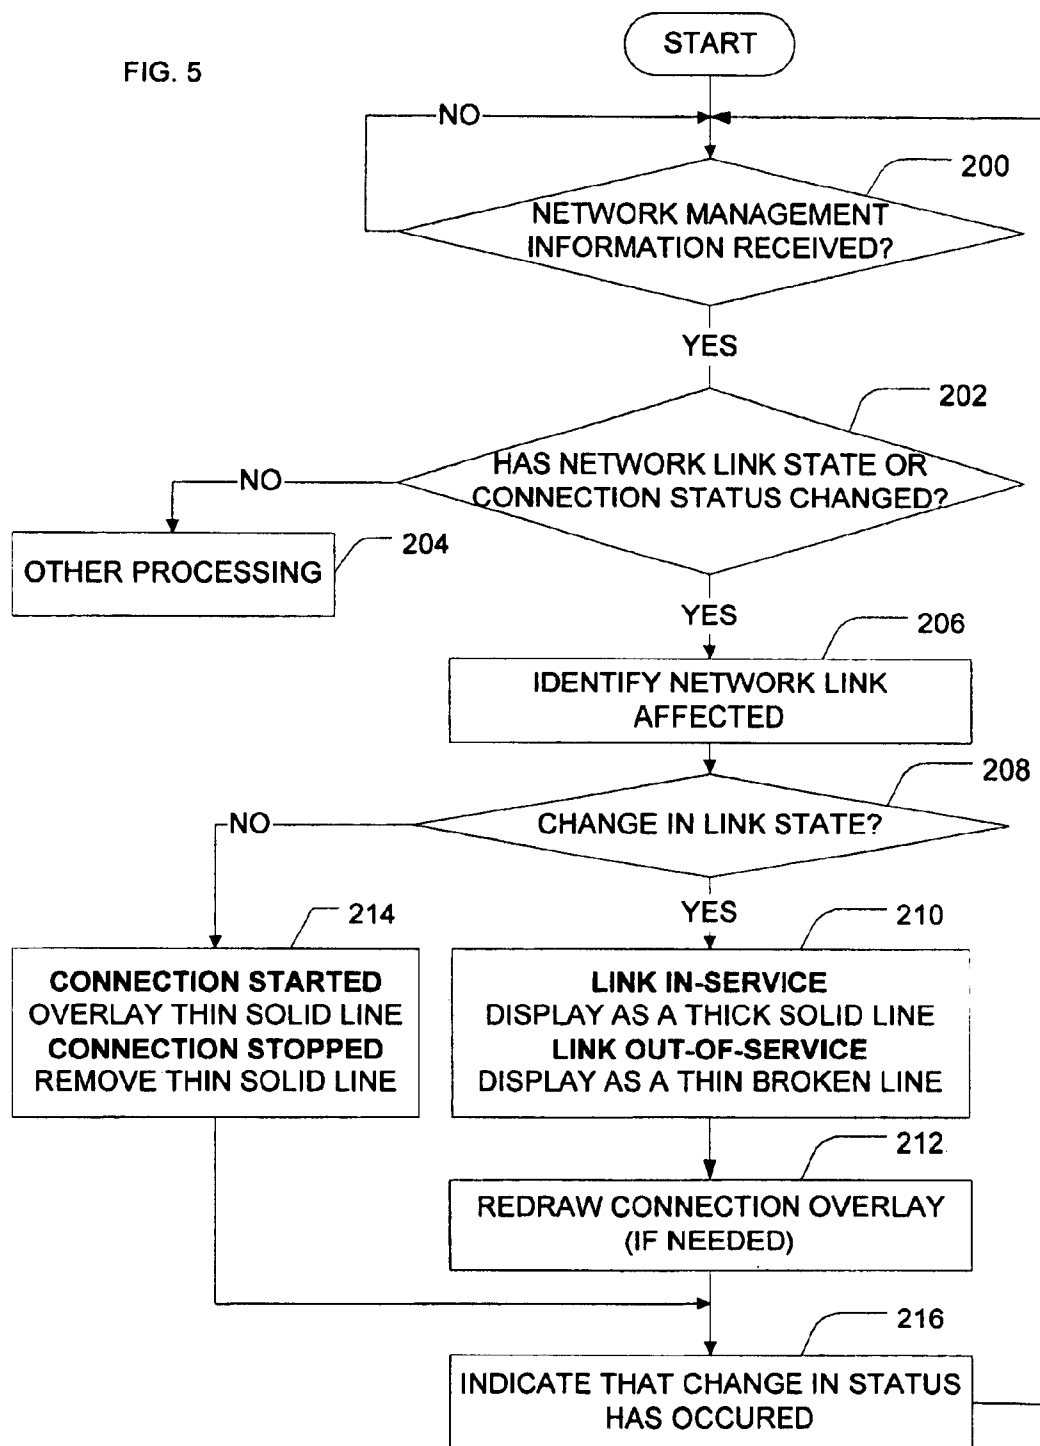 START
FIG. 5
NO
200
NETWORK MANAGEMENT
INFORMATION RECEIVED?
YES
202
HAS NETWORK LINK STATE OR
CONNECTION STATUS CHANGED?
NO
204
OTHER PROCESSING
YES
206
IDENTIFY NETWORK LINK
AFFECTED
208
CHANGE IN LINK STATE?
NO
YES
214
CONNECTION STARTED
OVERLAY THIN SOLID LINE
CONNECTION STOPPED
REMOVE THIN SOLID LINE
210
LINK IN-SERVICE
DISPLAY AS A THICK SOLID LINE
LINK OUT-OF-SERVICE
DISPLAY AS A THIN BROKEN LINE
212
REDRAW CONNECTION OVERLAY
(IF NEEDED)
216
INDICATE THAT CHANGE IN STATUS
HAS OCCURED